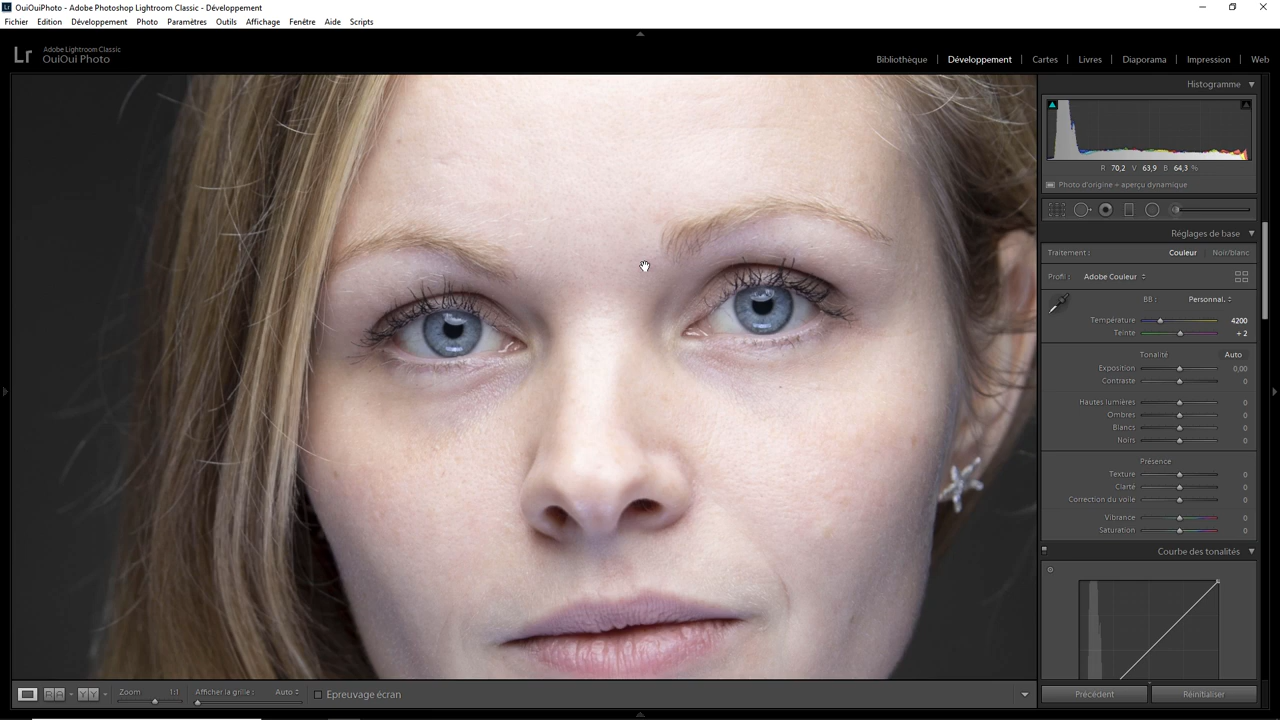 OuiOuiPhoto - Adobe Photoshop Lightroom Classic - Développement
Fichier Edition Développement Photo Paramètres Outils Affichage Fenêtre Aide Scripts
Lr Adobe Lightroom Classic
OuiOui Photo
Bibliothèque | Développement | Cartes | Livres | Diaporama | Impression | Web
Histogramme
R 70,2 V 63,9 B 64,3 %
Photo d'origine + aperçu dynamique
Réglages de base
Traitement : Couleur Noir/blanc
Profil : Adobe Couleur
BB : Personnal.
Température 4200
Teinte + 2
Tonalité Auto
Exposition 0,00
Contraste 0
Hautes lumières 0
Ombres 0
Blancs 0
Noirs 0
Présence
Texture 0
Clarté 0
Correction du voile 0
Vibrance 0
Saturation 0
Courbe des tonalités
Zoom 1:1 Afficher la grille : Auto Epreuvage écran
Précédent Réinitialiser